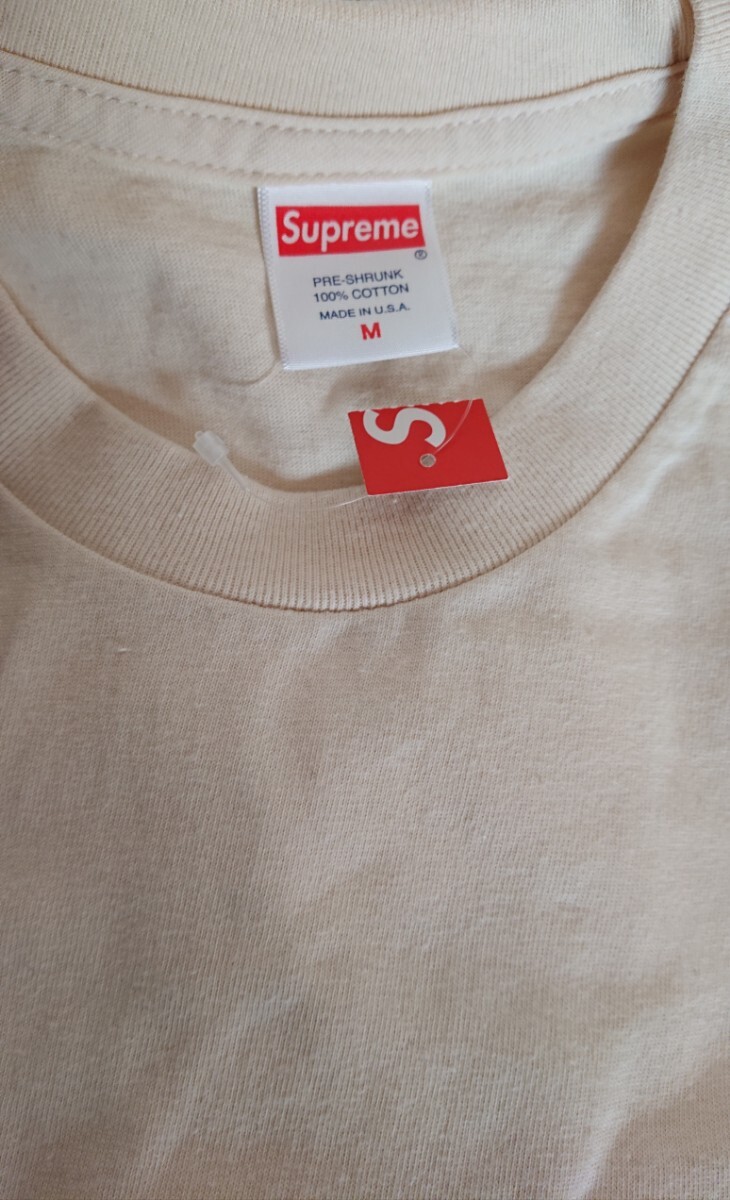 Supreme
®
PRE-SHRUNK
100% COTTON
MADE IN U.S.A.
M
S